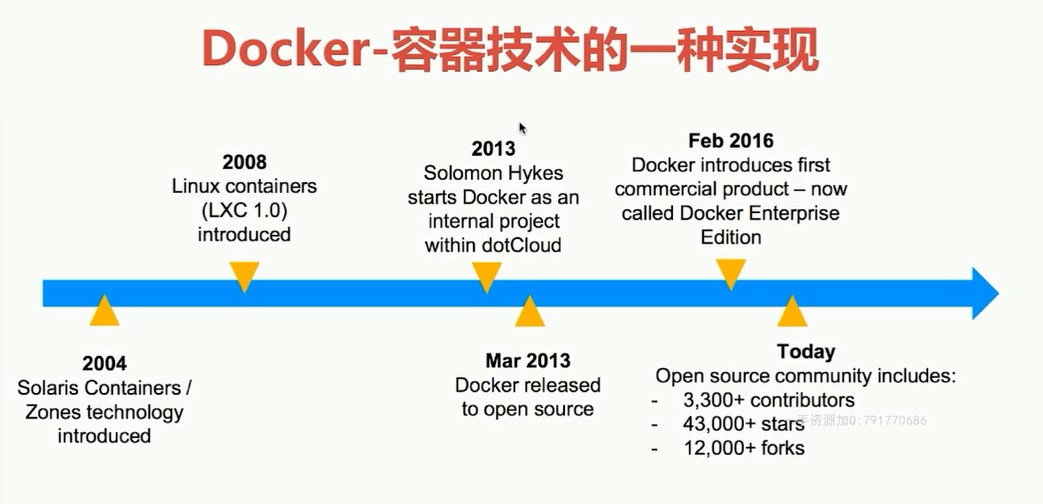 Docker-容器技术的一种实现
2008
Linux containers
(LXC 1.0)
introduced
2013
Solomon Hykes
starts Docker as an
internal project
within dotCloud
Feb 2016
Docker introduces first
commercial product – now
called Docker Enterprise
Edition
2004
Solaris Containers /
Zones technology
introduced
Mar 2013
Docker released
to open source
Today
Open source community includes:
- 3,300+ contributors
- 43,000+ stars
- 12,000+ forks
资源加Q:791770686